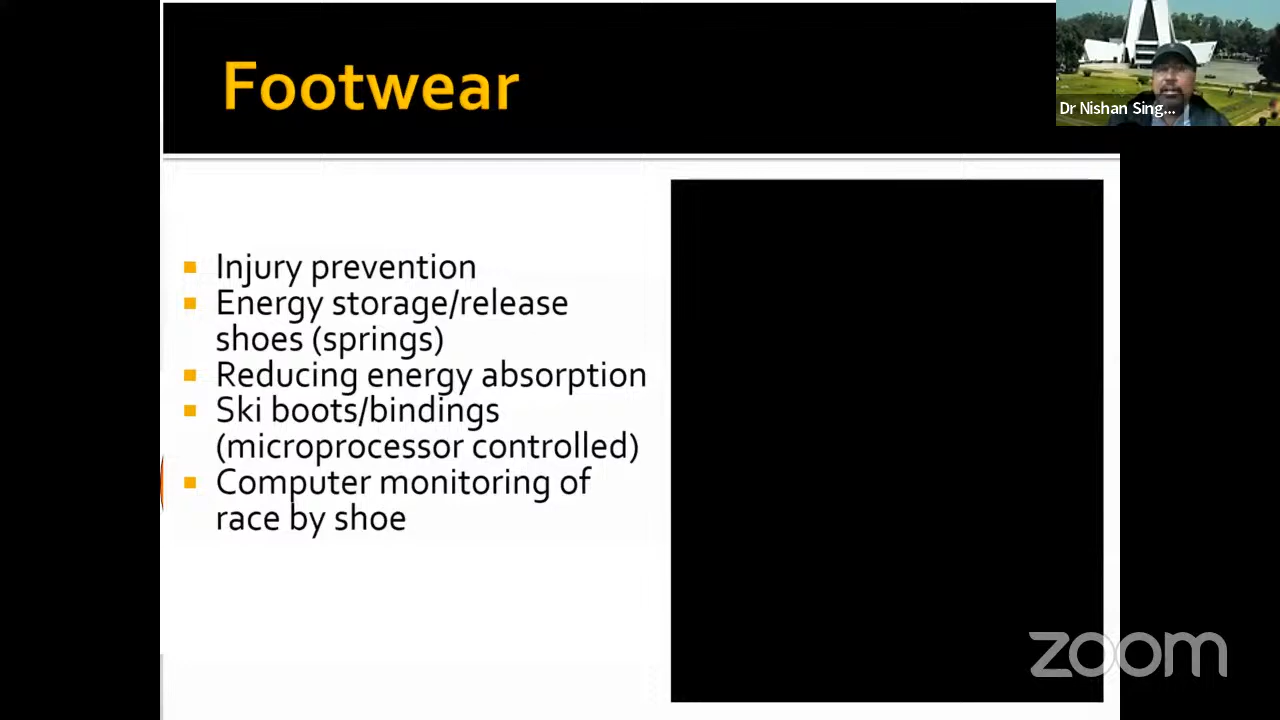 Footwear
Dr Nishan Sing...
Injury prevention
Energy storage/release
shoes (springs)
Reducing energy absorption
Ski boots/bindings
(microprocessor controlled)
Computer monitoring of
race by shoe
zoom